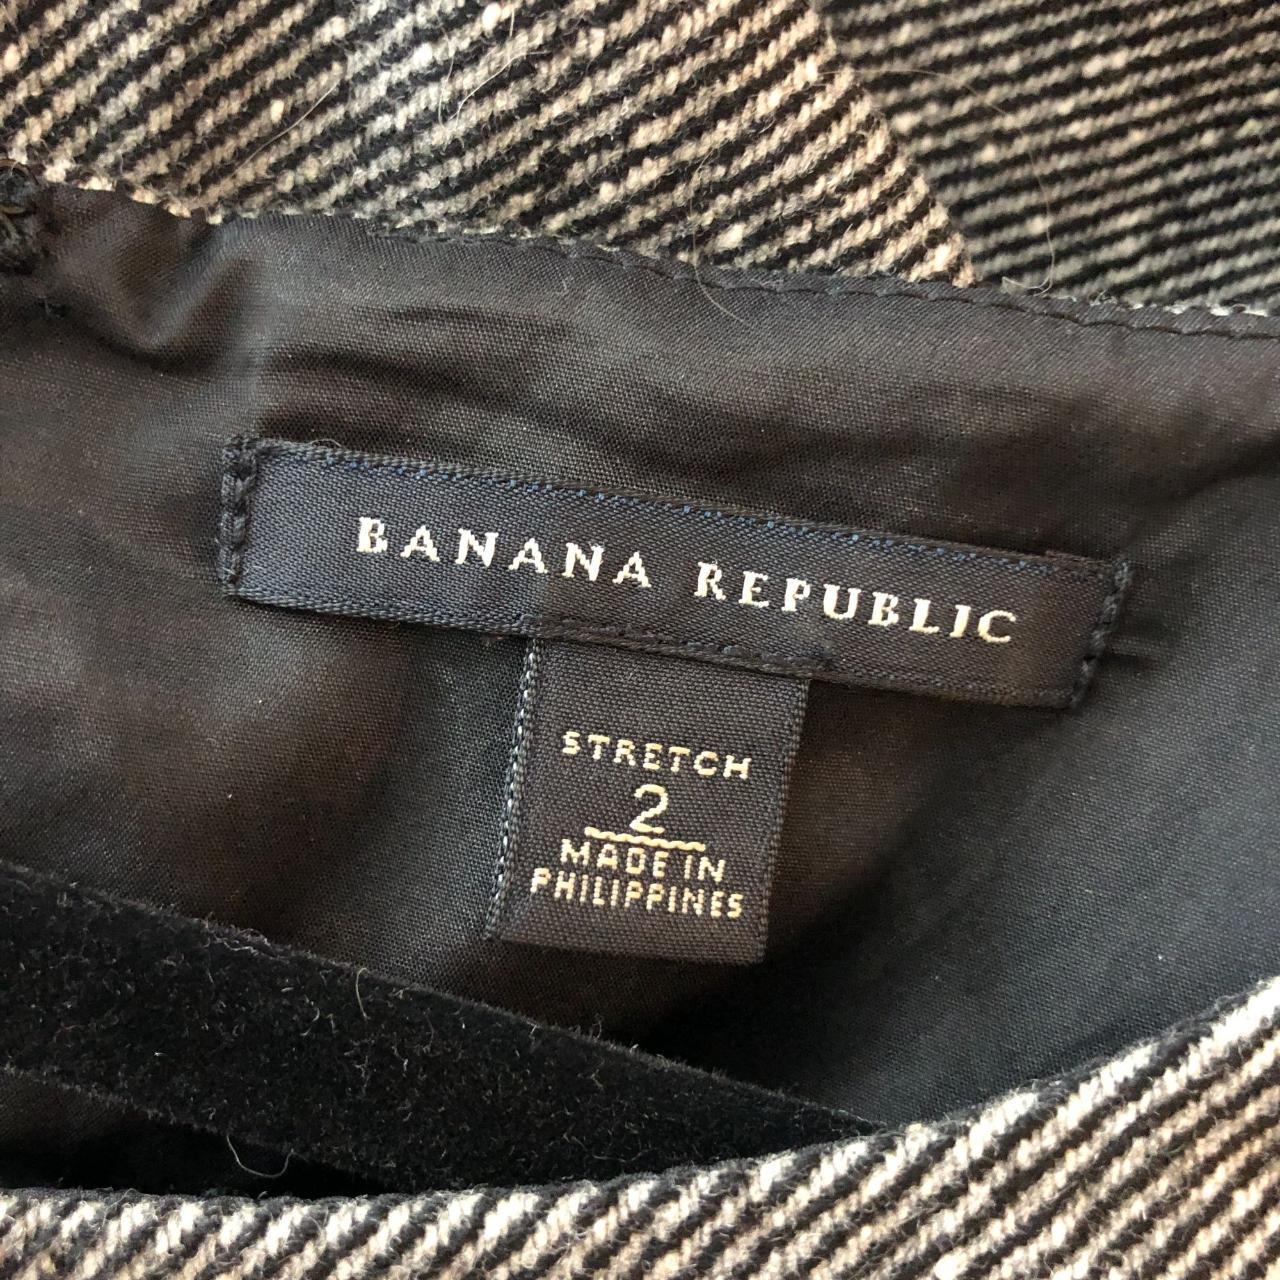 BANANA REPUBLIC
STRETCH
2
MADE IN
PHILIPPINES